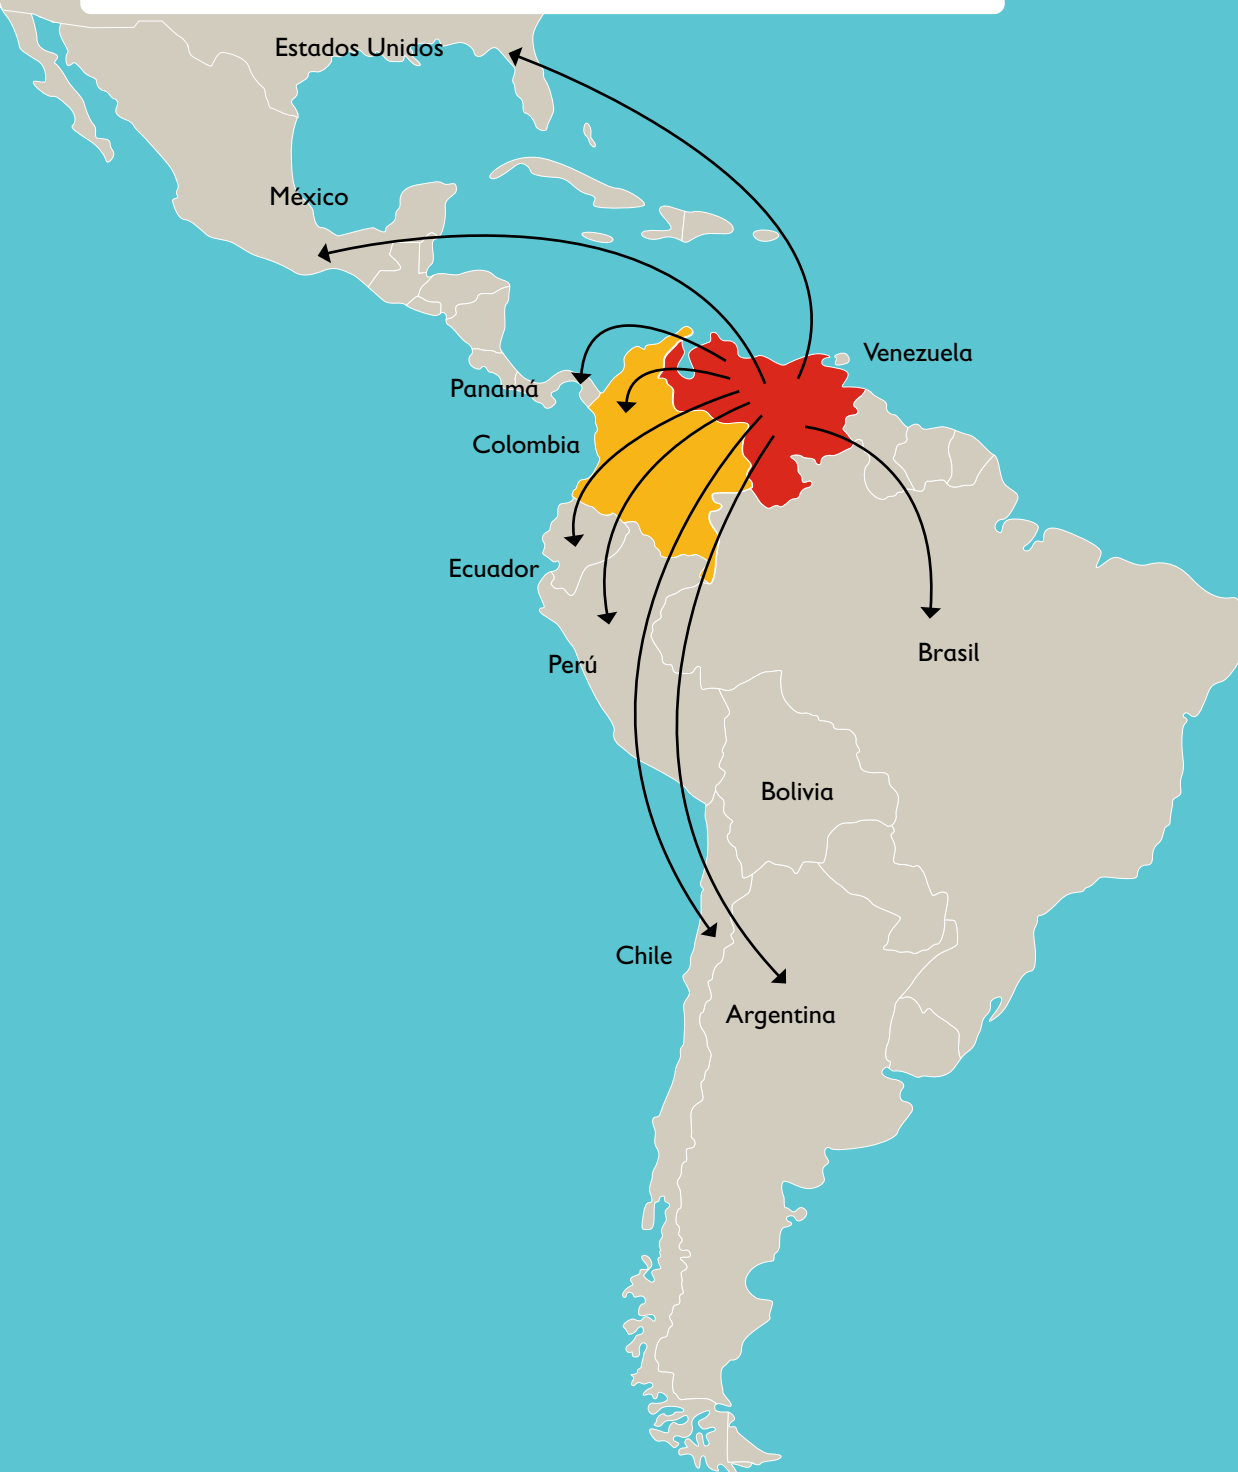 Estados Unidos
México
Venezuela
Panamá
Colombia
Ecuador
Brasil
Perú
Bolivia
Chile
Argentina